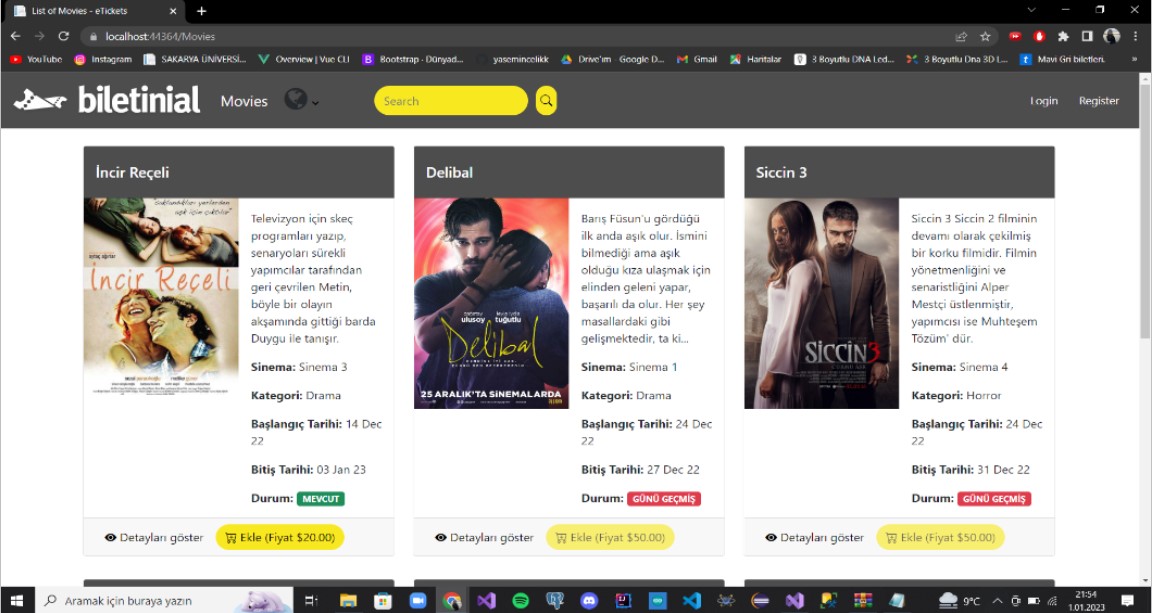 List of Movies - eTickets
localhost:44364/Movies
YouTube Instagram SAKARYA ÜNİVERSİ... Overview | Vue CLI Bootstrap · Dünyad... yasemincelikk Drive'ım Google D... Gmail Haritalar 3 Boyutlu DNA Led... 3 Boyutlu Dna 3D L... Mavi Gri biletleri.
biletinial Movies Search Login Register
İncir Reçeli
İncir Reçeli
Televizyon için skeç
programları yazıp,
senaryoları sürekli
yapımcılar tarafından
geri çevrilen Metin,
böyle bir olayın
akşamında gittiği barda
Duygu ile tanışır.
Sinema: Sinema 3
Kategori: Drama
Başlangıç Tarihi: 14 Dec
22
Bitiş Tarihi: 03 Jan 23
Durum: MEVCUT
Detayları göster Ekle (Fiyat $20.00)
Delibal
ulusoy tuğutlu
Delibal
25 ARALIK'TA SİNEMALARDA
Barış Füsun'u gördüğü
ilk anda aşık olur. İsmini
bilmediği ama aşık
olduğu kıza ulaşmak için
elinden geleni yapar,
başarılı da olur. Her şey
masallardaki gibi
gelişmektedir, ta ki...
Sinema: Sinema 1
Kategori: Drama
Başlangıç Tarihi: 24 Dec
22
Bitiş Tarihi: 27 Dec 22
Durum: GÜNÜ GEÇMİŞ
Detayları göster Ekle (Fiyat $50.00)
Siccin 3
SİCCİN 3
Siccin 3 Siccin 2 filminin
devamı olarak çekilmiş
bir korku filmidir. Filmin
yönetmenliğini ve
senaristliğini Alper
Mestçi üstlenmiştir,
yapımcısı ise Muhteşem
Tözüm' dür.
Sinema: Sinema 4
Kategori: Horror
Başlangıç Tarihi: 24 Dec
22
Bitiş Tarihi: 31 Dec 22
Durum: GÜNÜ GEÇMİŞ
Detayları göster Ekle (Fiyat $50.00)
Aramak için buraya yazın 9°C 21:54
1.01.2023